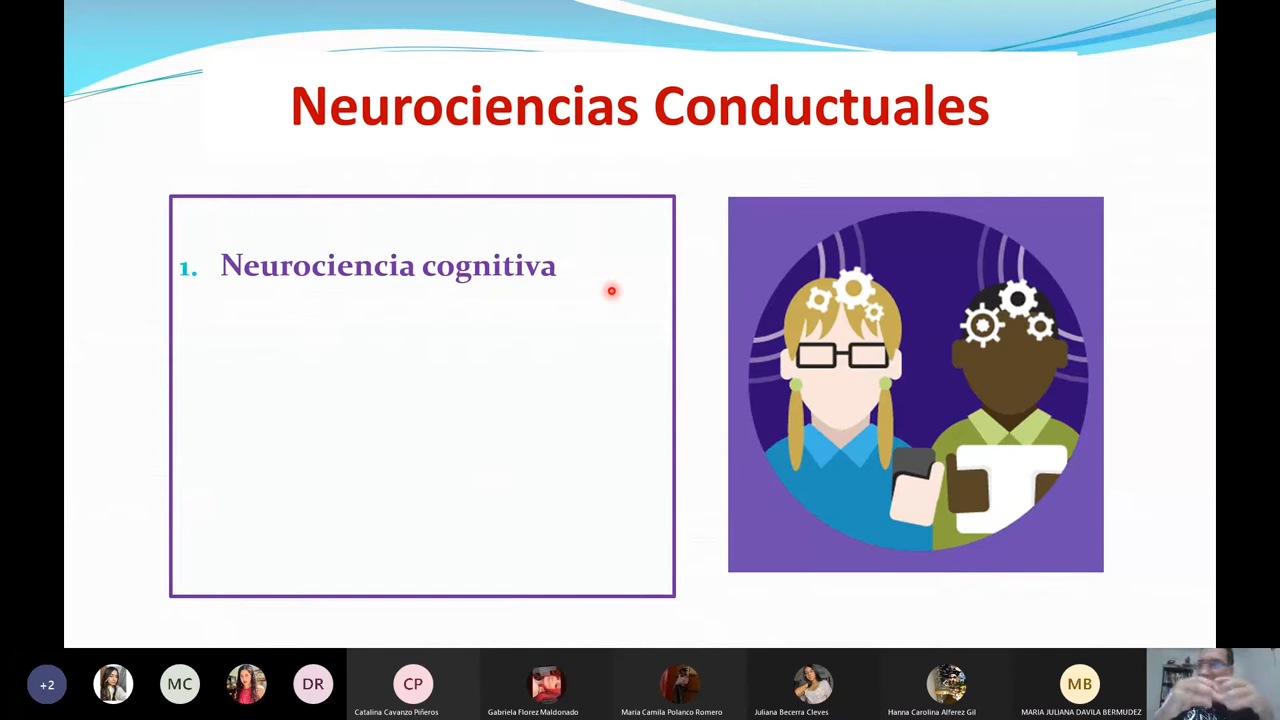 Neurociencias Conductuales
1. Neurociencia cognitiva
+2
MC
DR
CP
MB
Catalina Cavanzo Piñeros
Gabriela Florez Maldonado
Maria Camila Polanco Romero
Juliana Becerra Cleves
Hanna Carolina Alferez Gil
MARIA JULIANA DAVILA BERMUDEZ